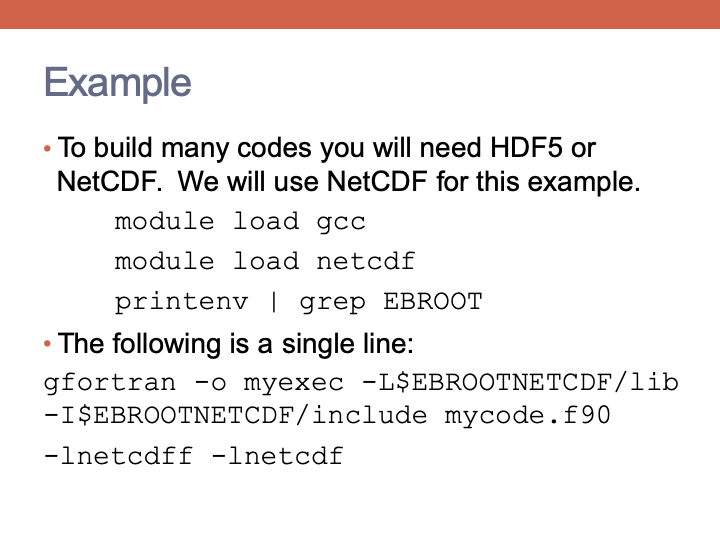 Example
• To build many codes you will need HDF5 or
NetCDF.  We will use NetCDF for this example.
module load gcc
module load netcdf
printenv | grep EBROOT
• The following is a single line:
gfortran -o myexec -L$EBROOTNETCDF/lib
-I$EBROOTNETCDF/include mycode.f90
-lnetcdff -lnetcdf